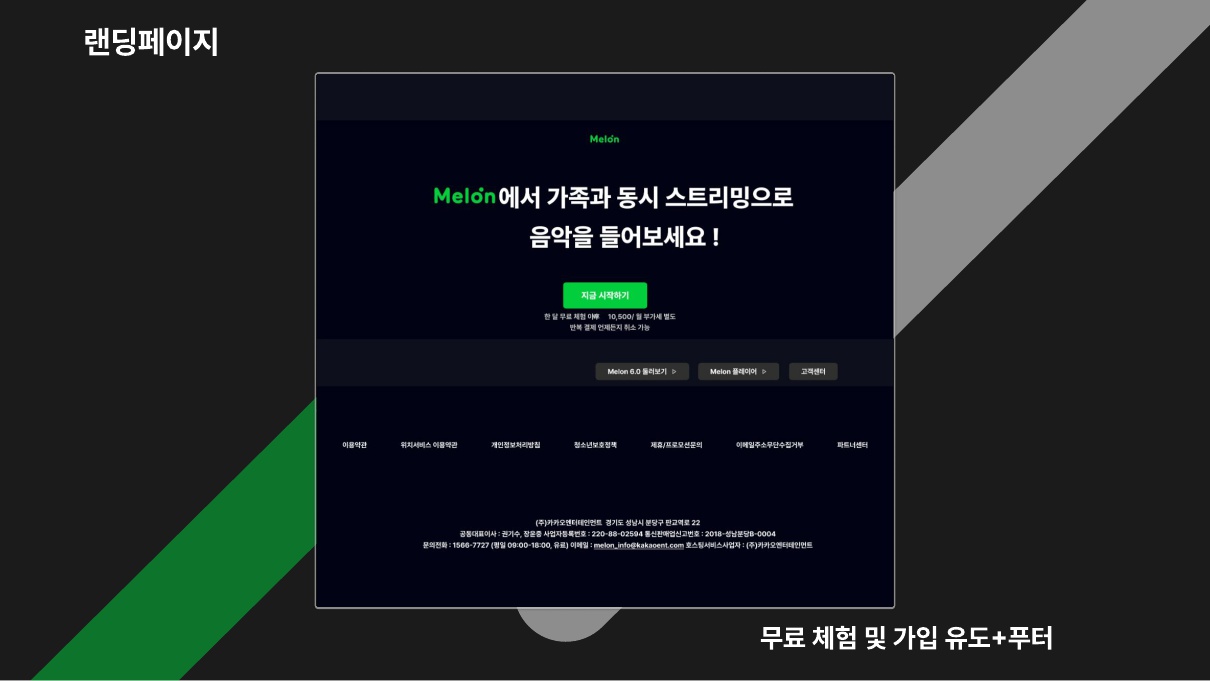 랜딩페이지
Melon
Melon에서 가족과 동시 스트리밍으로
음악을 들어보세요 !
지금 시작하기
한 달 무료 체험 이후 10,500/ 월 부가세 별도
반복 결제 언제든지 취소 가능
Melon 6.0 둘러보기 ▷ Melon 플레이어 ▷ 고객센터
이용약관 위치서비스 이용약관 개인정보처리방침 청소년보호정책 제휴/프로모션문의 이메일주소무단수집거부 파트너센터
(주)카카오엔터테인먼트 경기도 성남시 분당구 판교역로 22
공동대표이사 : 권기수, 장윤중 사업자등록번호 : 220-88-02594 통신판매업신고번호 : 2018-성남분당B-0004
문의전화 : 1566-7727 (평일 09:00-18:00, 유료) 이메일 : melon_info@kakaoent.com 호스팅서비스사업자 : (주)카카오엔터테인먼트
무료 체험 및 가입 유도+푸터